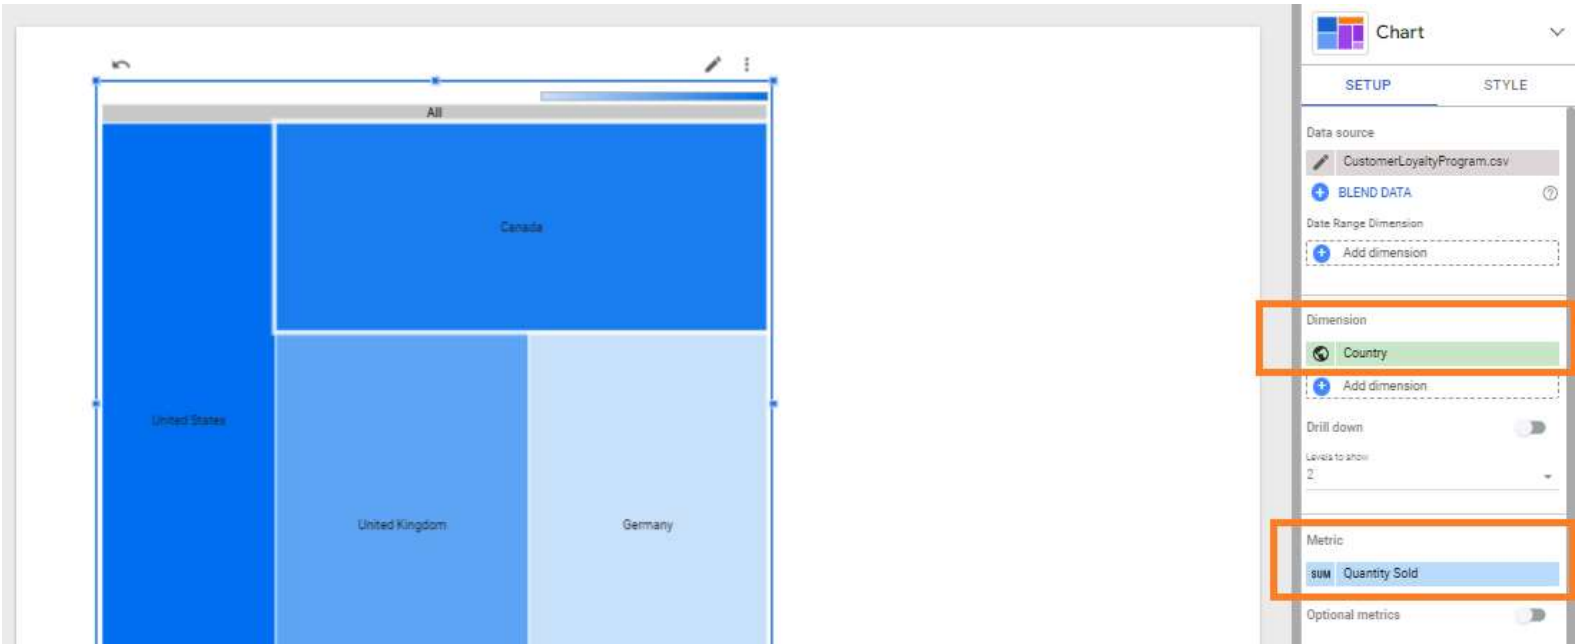 Chart
SETUP STYLE
All
Data source
CustomerLoyaltyProgram.csv
BLEND DATA
Date Range Dimension
Add dimension
Canada
Dimension
Country
Add dimension
United States
Drill down
Levels to show
2
United Kingdom
Germany
Metric
SUM Quantity Sold
Optional metrics